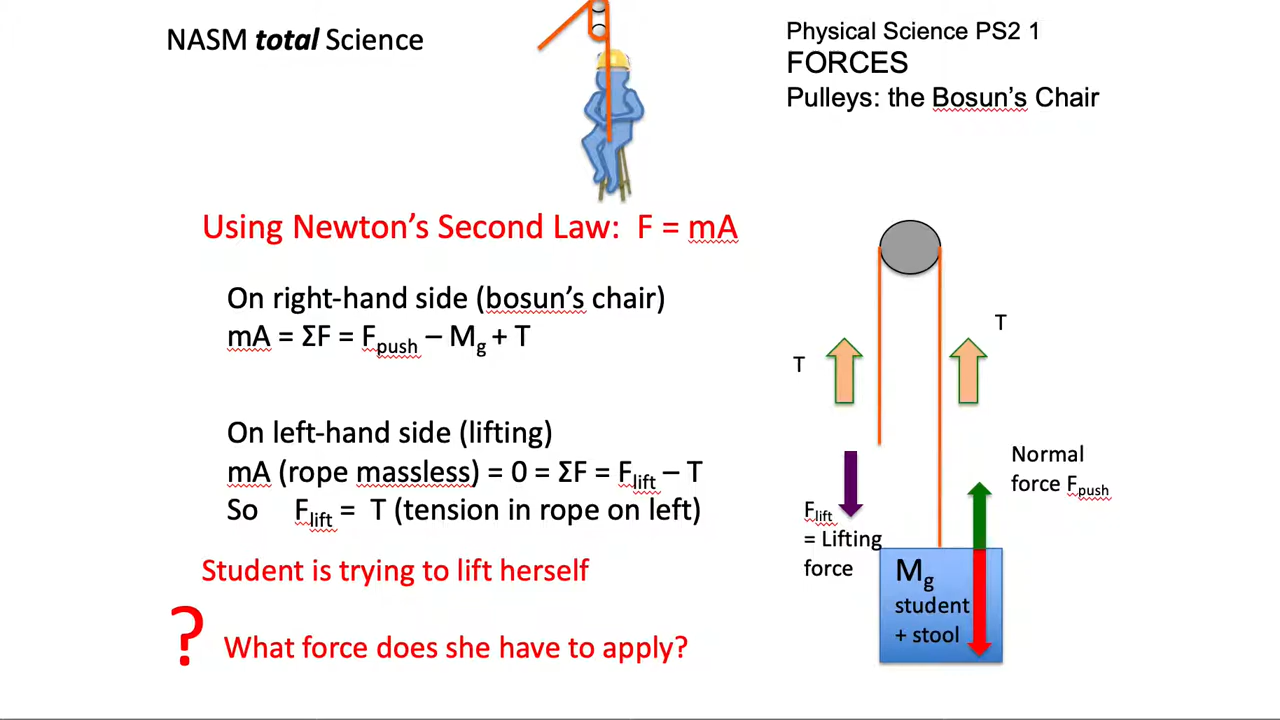 NASM total Science
Physical Science PS2 1
FORCES
Pulleys: the Bosun's Chair
Using Newton's Second Law: F = mA
On right-hand side (bosun's chair)
mA = ΣF = Fpush – Mg + T
On left-hand side (lifting)
mA (rope massless) = 0 = ΣF = Flift – T
So Flift = T (tension in rope on left)
Student is trying to lift herself
? What force does she have to apply?
T
T
Normal
force Fpush
Flift
= Lifting
force
Mg
student
+ stool